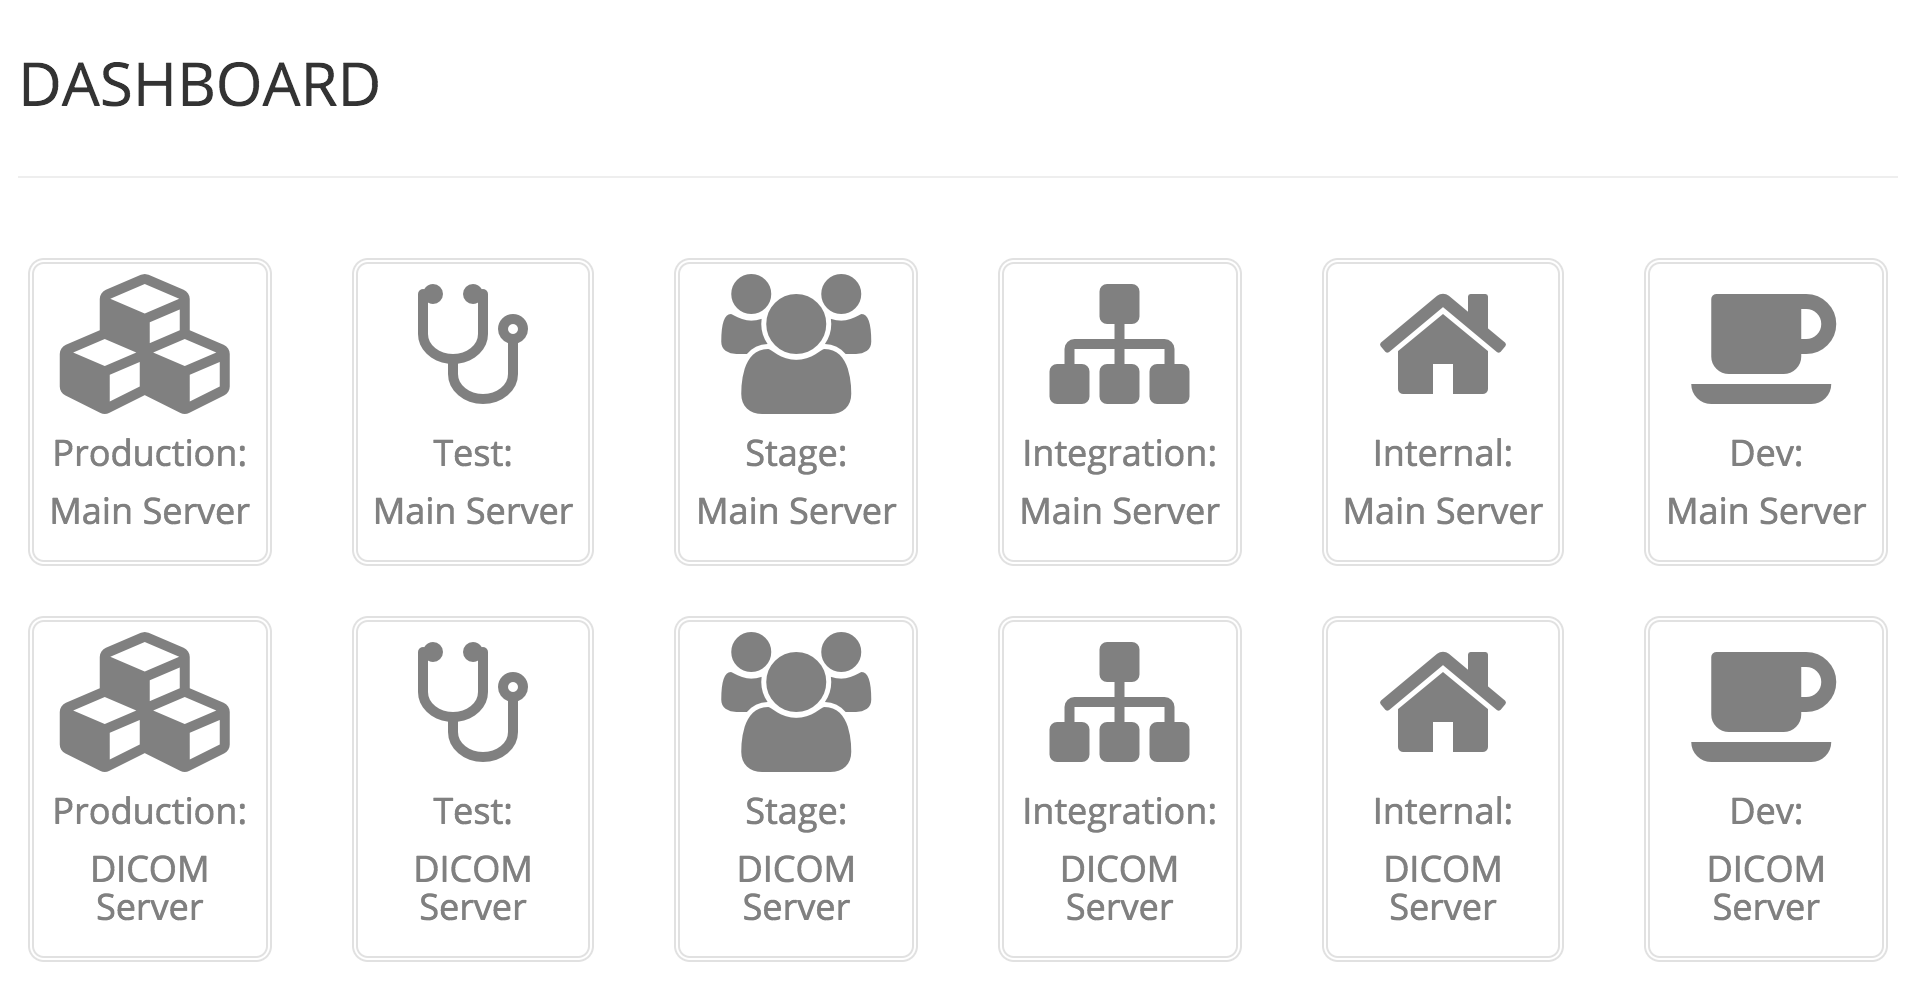 DASHBOARD
Production:
Main Server
Test:
Main Server
Stage:
Main Server
Integration:
Main Server
Internal:
Main Server
Dev:
Main Server
Production:
DICOM
Server
Test:
DICOM
Server
Stage:
DICOM
Server
Integration:
DICOM
Server
Internal:
DICOM
Server
Dev:
DICOM
Server